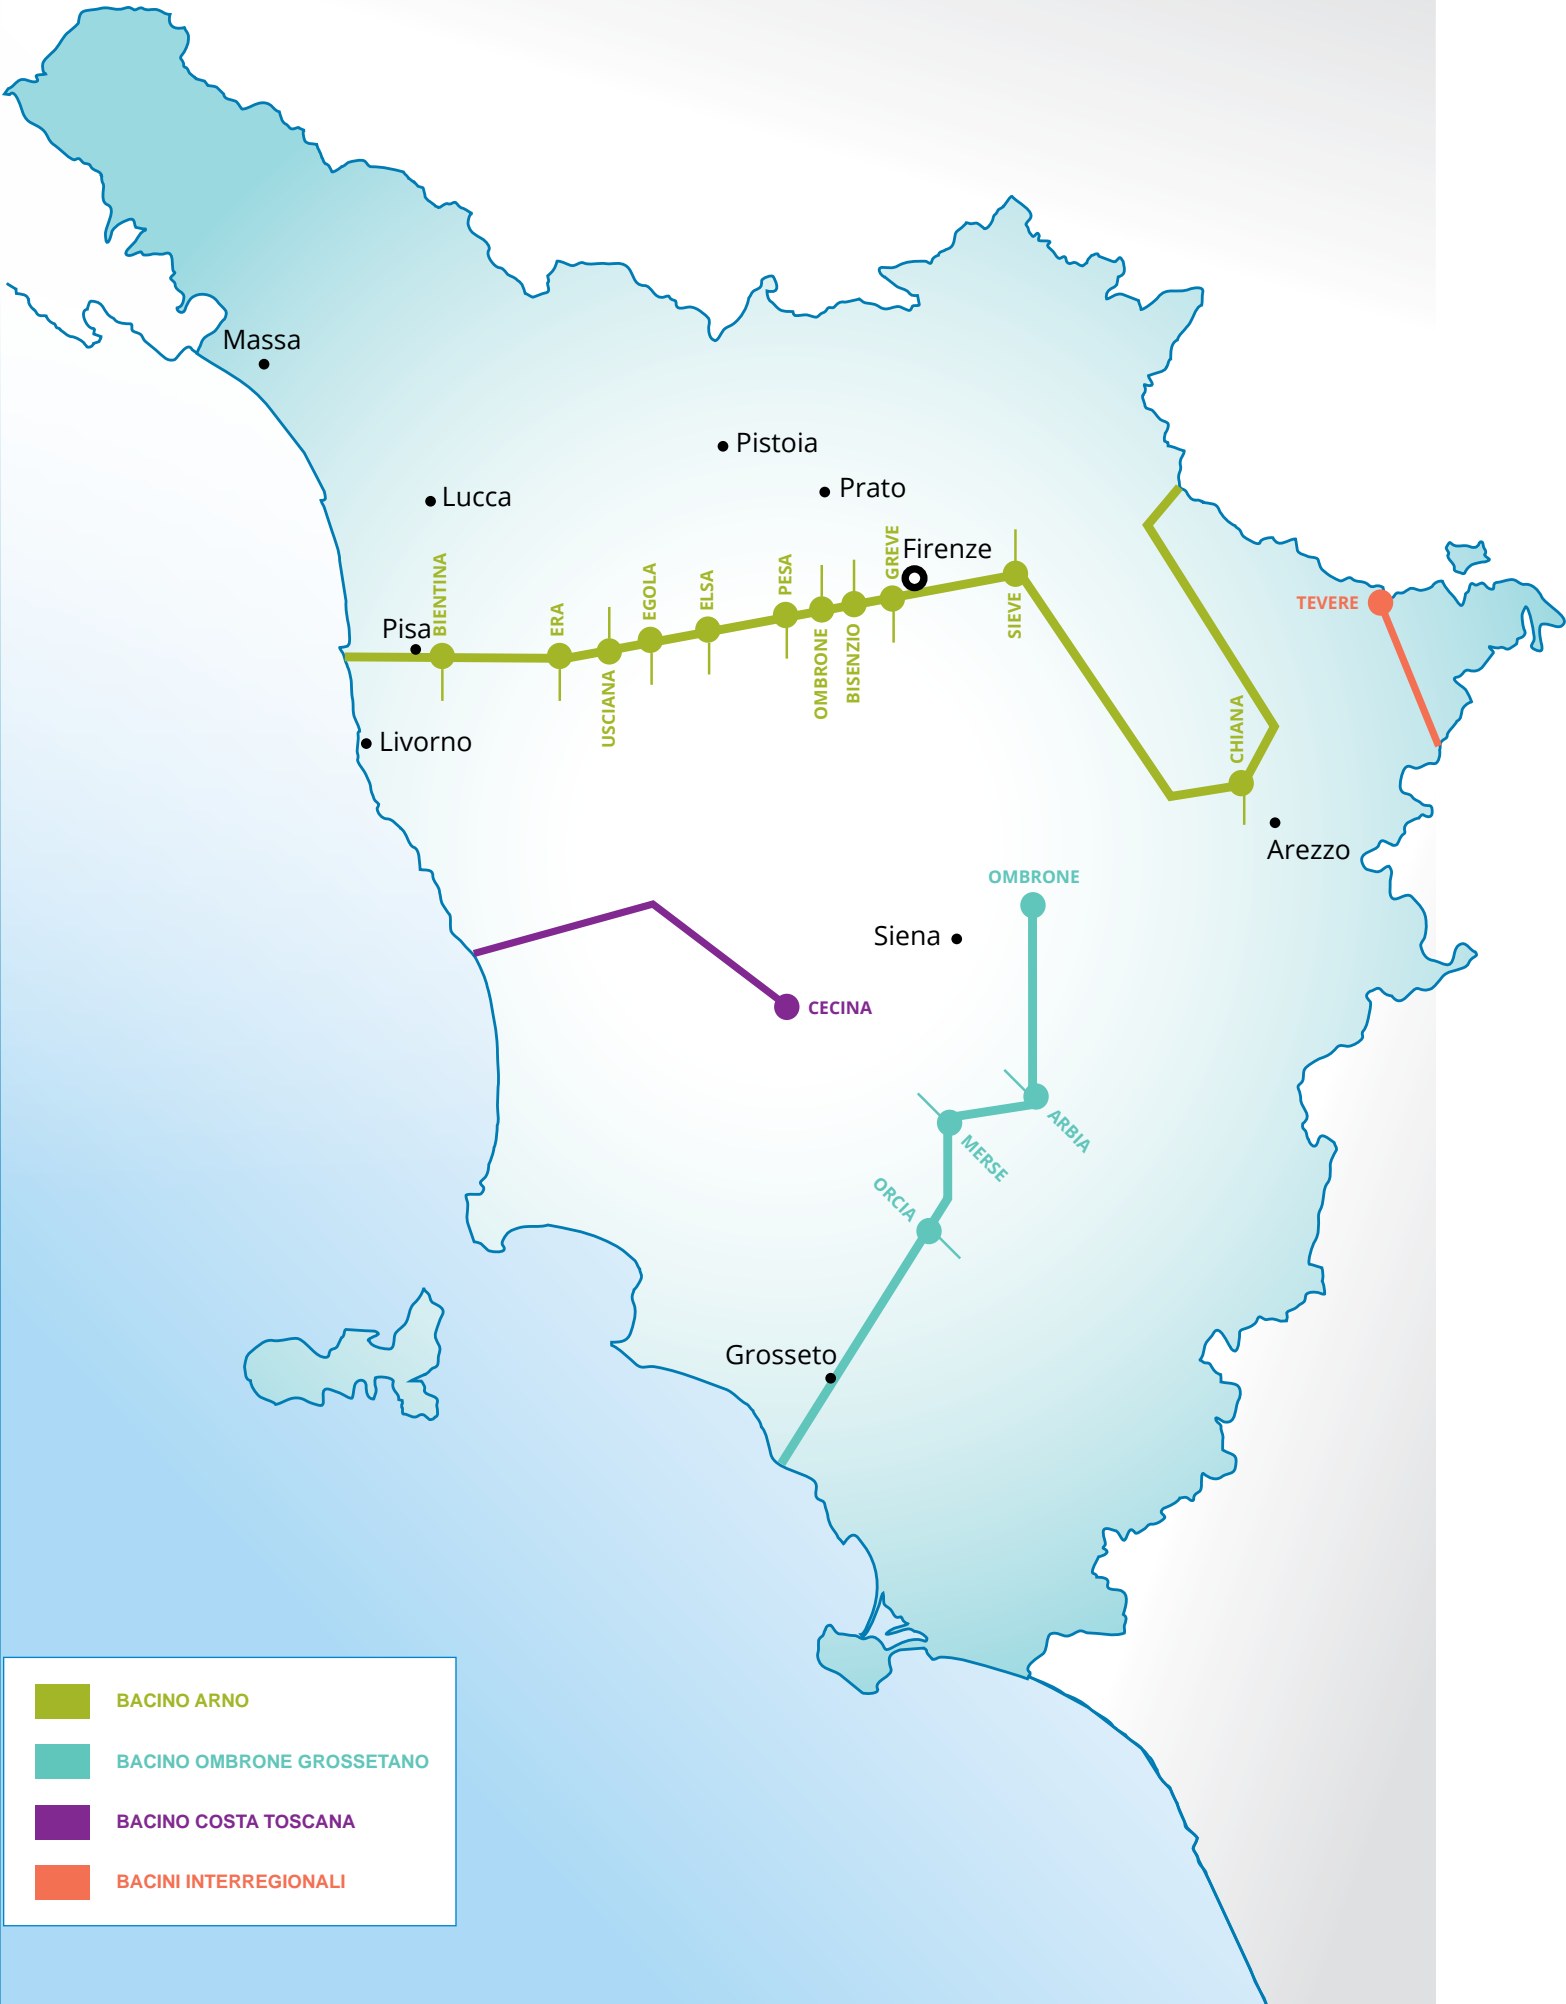 Massa
Pistoia
Prato
Lucca
Firenze
GREVE
BIENTINA
PESA
EGOLA
ELSA
ERA
SIEVE
TEVERE
Pisa
OMBRONE
BISENZIO
USCIANA
CHIANA
Livorno
Arezzo
OMBRONE
Siena
CECINA
ARBIA
MERSE
ORCIA
Grosseto
BACINO ARNO
BACINO OMBRONE GROSSETANO
BACINO COSTA TOSCANA
BACINI INTERREGIONALI